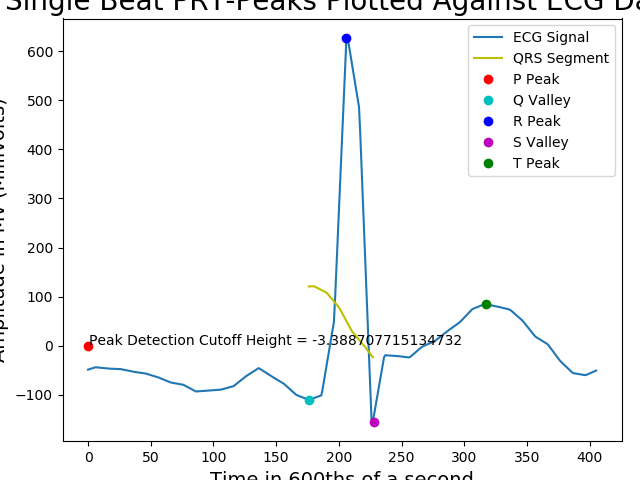 Single Beat PRT-Peaks Plotted Against ECG Da
Amplitude in MV (Millivolts)
600
500
400
300
200
100
0
−100
ECG Signal
QRS Segment
P Peak
Q Valley
R Peak
S Valley
T Peak
Peak Detection Cutoff Height = -3.388707715134732
0 50 100 150 200 250 300 350 400
Time in 600ths of a second